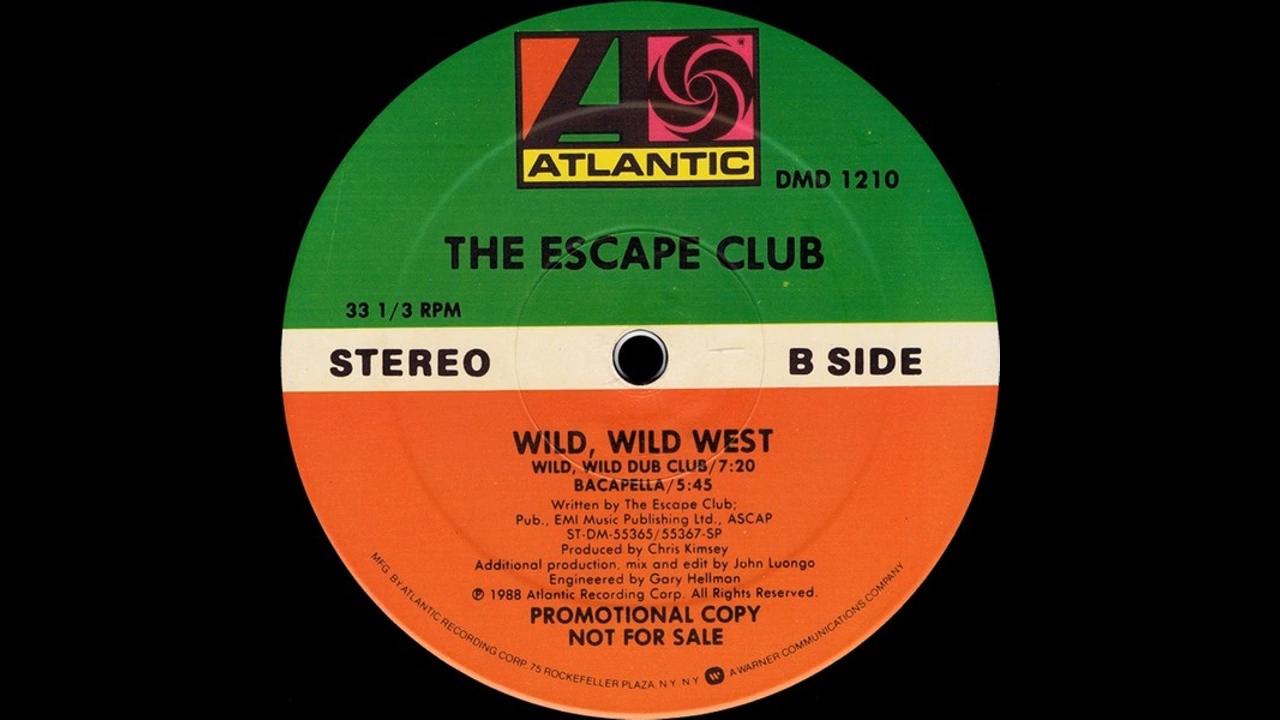 ATLANTIC
DMD 1210
THE ESCAPE CLUB
33 1/3 RPM
STEREO
B SIDE
WILD, WILD WEST
WILD, WILD DUB CLUB/7:20
BACAPELLA/5:45
Written by The Escape Club;
Pub., EMI Music Publishing Ltd., ASCAP
ST-DM-55365/55367-SP
Produced by Chris Kimsey
Additional production, mix and edit by John Luongo
Engineered by Gary Hellman
℗ 1988 Atlantic Recording Corp. All Rights Reserved.
PROMOTIONAL COPY
NOT FOR SALE
MFG. BY ATLANTIC RECORDING CORP. 75 ROCKEFELLER PLAZA. N.Y. N.Y. W A WARNER COMMUNICATIONS COMPANY